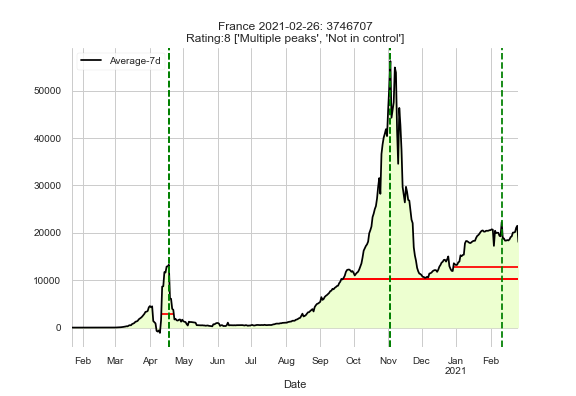 France 2021-02-26: 3746707
Rating:8 ['Multiple peaks', 'Not in control']
Average-7d
50000
40000
30000
20000
10000
0
Feb Mar Apr May Jun Jul Aug Sep Oct Nov Dec Jan Feb
2021
Date